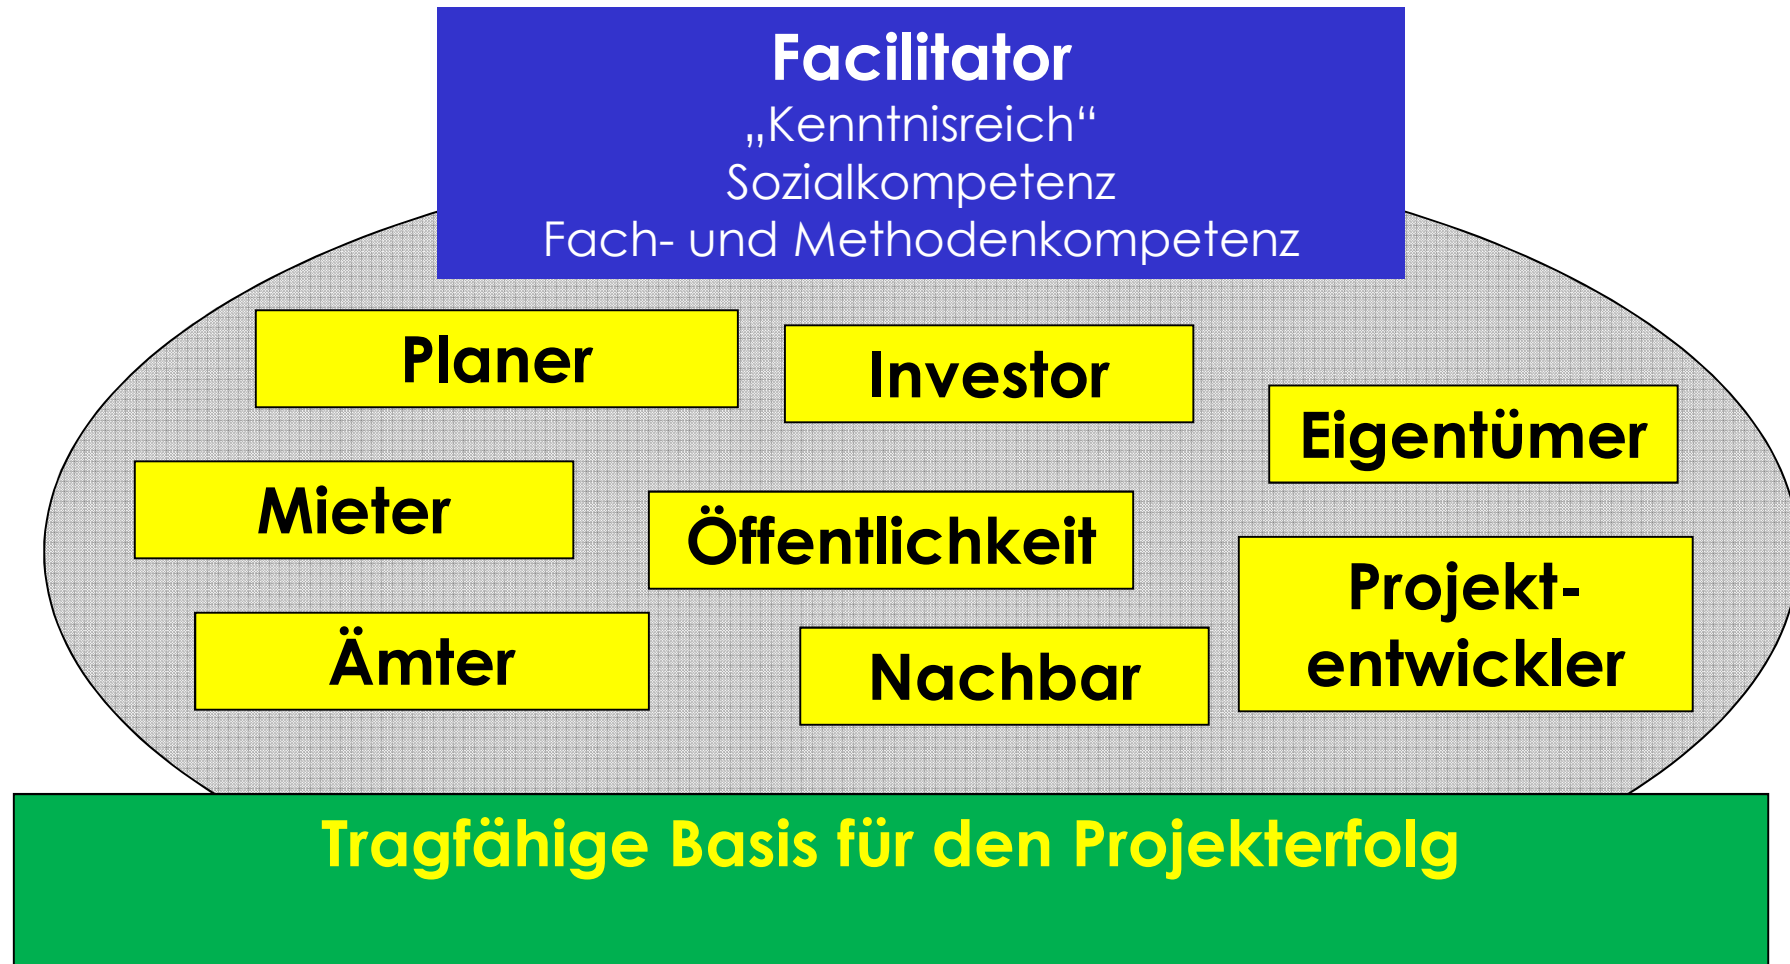 Facilitator
„Kenntnisreich“
Sozialkompetenz
Fach- und Methodenkompetenz
Planer
Investor
Eigentümer
Mieter
Öffentlichkeit
Projekt-
entwickler
Ämter
Nachbar
Tragfähige Basis für den Projekterfolg